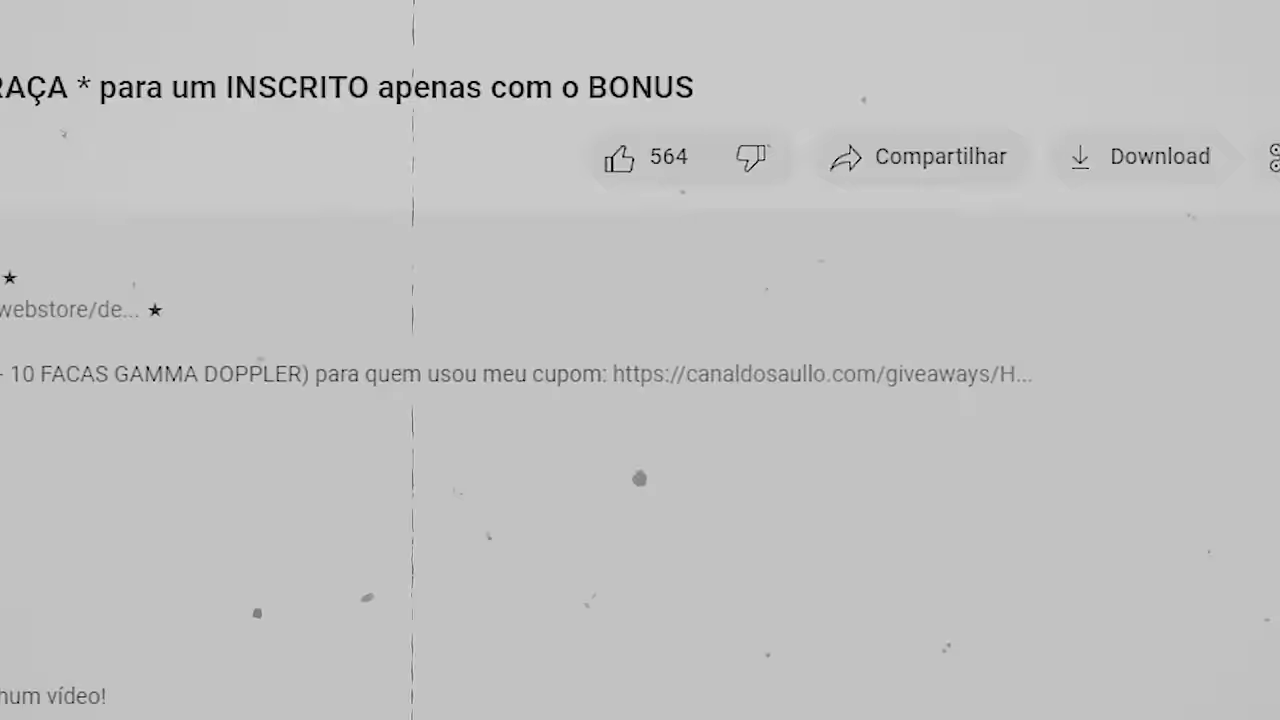 RAÇA * para um INSCRITO apenas com o BONUS
564 Compartilhar Download
★
webstore/de... ★
- 10 FACAS GAMMA DOPPLER) para quem usou meu cupom: https://canaldosaullo.com/giveaways/H...
hum vídeo!